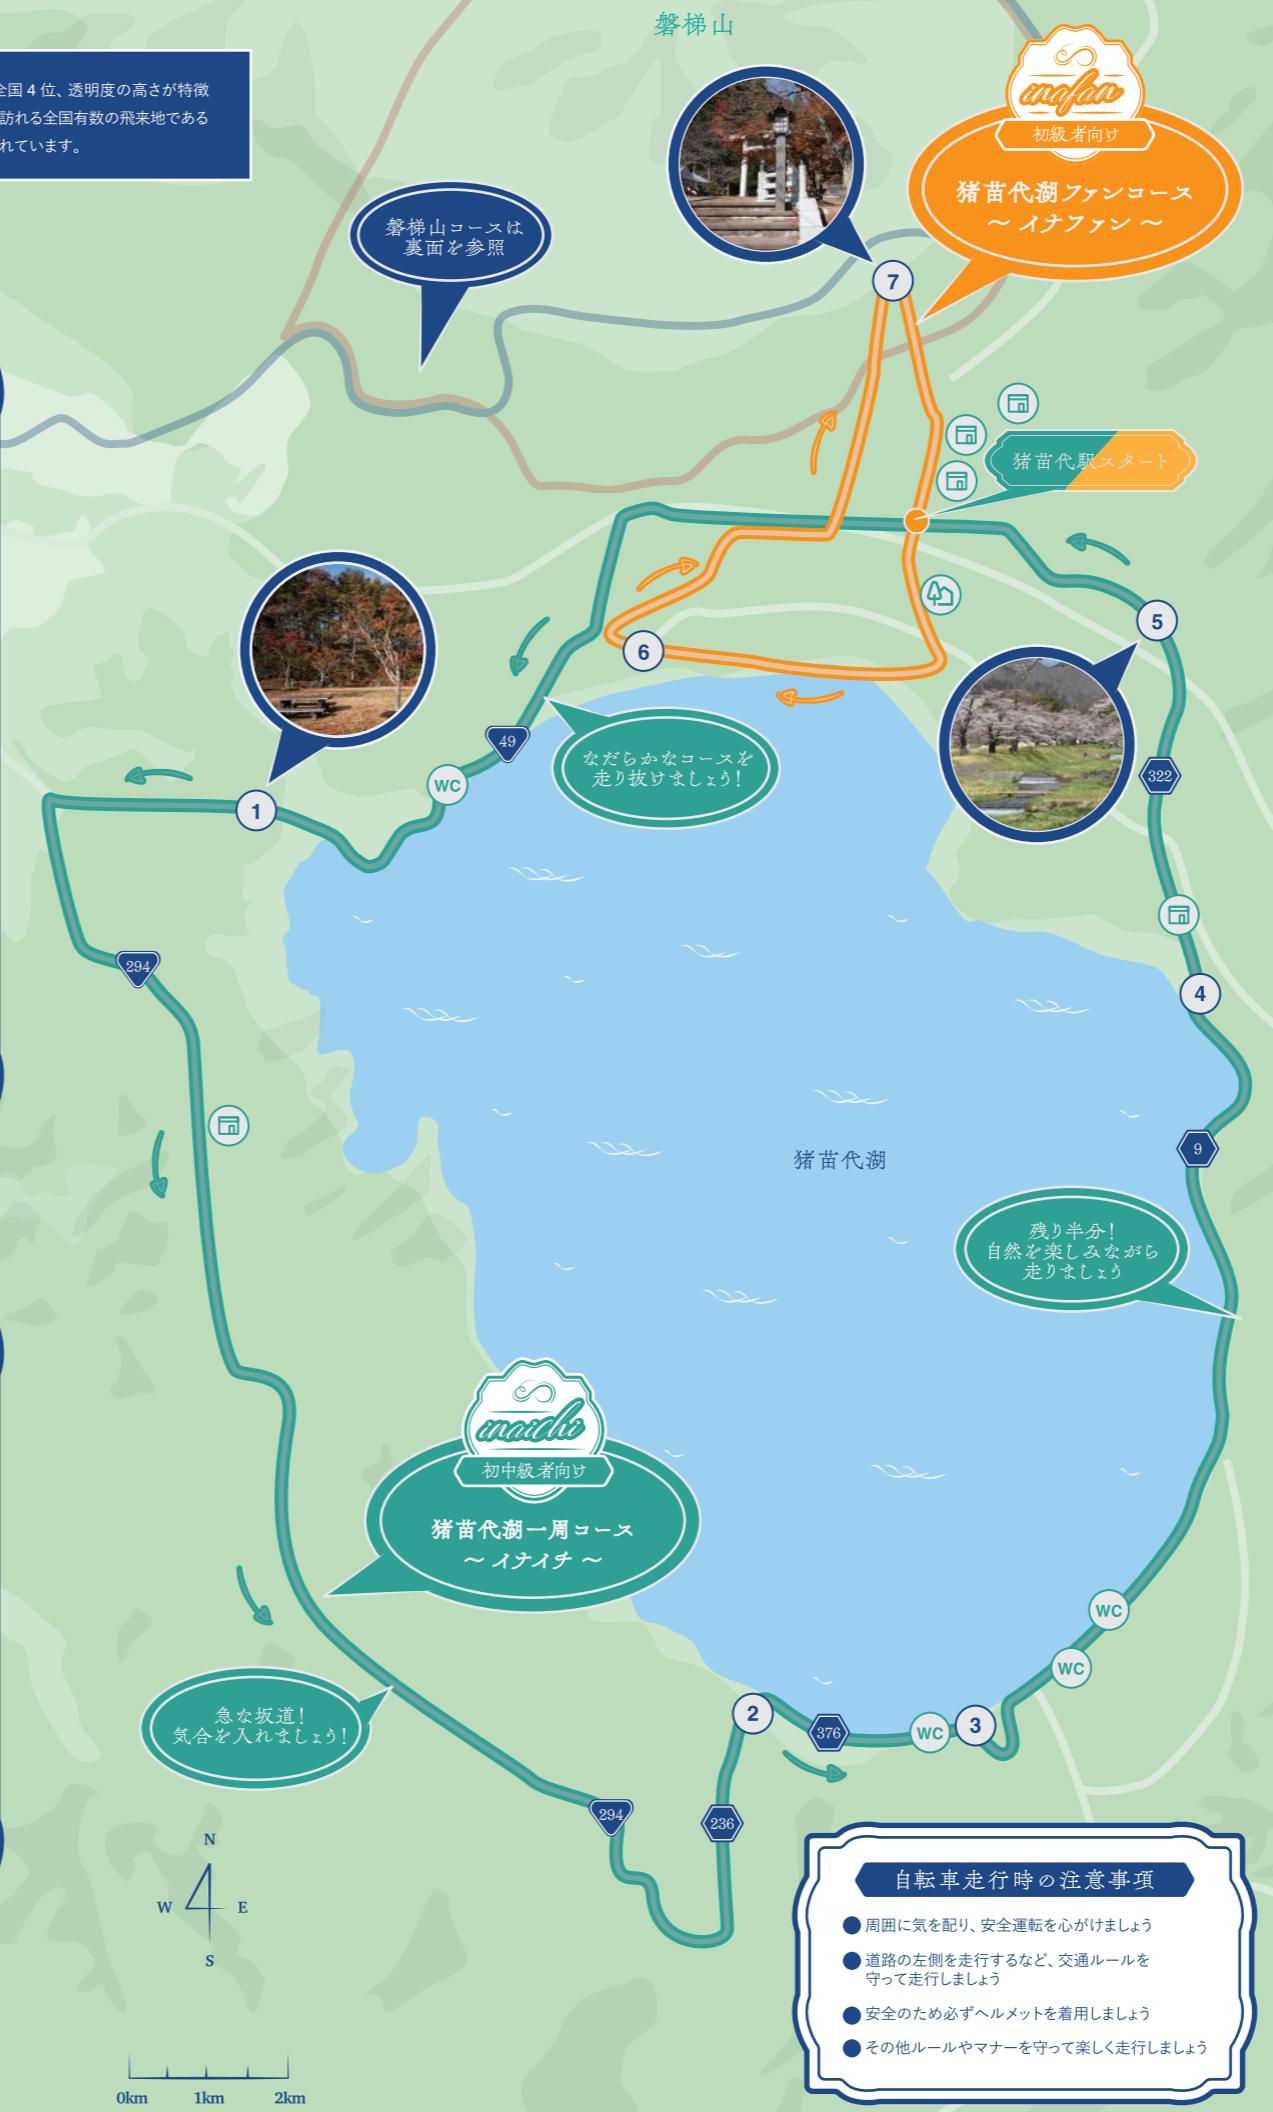 磐梯山
全国4位、透明度の高さが特徴
訪れる全国有数の飛来地である
れています。
inafan
初級者向け
猪苗代湖ファンコース
～ イナファン ～
磐梯山コースは
裏面を参照
7
猪苗代駅スタート
5
6
49
なだらかなコースを
走り抜けましょう！
WC
1
322
294
4
9
猪苗代湖
残り半分！
自然を楽しみながら
走りましょう
inaichi
初中級者向け
猪苗代湖一周コース
～ イナイチ ～
WC
WC
急な坂道！
気合を入れましょう！
2
376
WC
3
294
236
N
W
E
S
0km
1km
2km
自転車走行時の注意事項
●周囲に気を配り、安全運転を心がけましょう
●道路の左側を走行するなど、交通ルールを
守って走行しましょう
●安全のため必ずヘルメットを着用しましょう
●その他ルールやマナーを守って楽しく走行しましょう